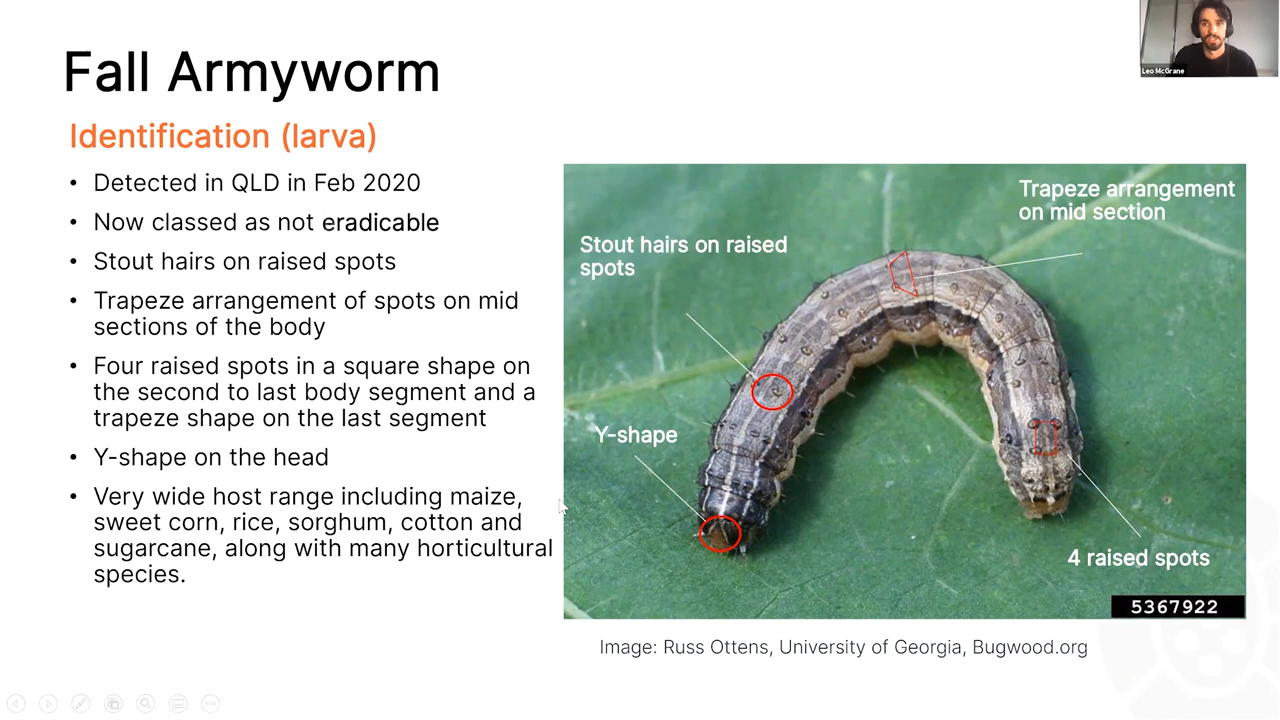 Fall Armyworm
Leo McGrane
Identification (larva)
• Detected in QLD in Feb 2020
• Now classed as not eradicable
• Stout hairs on raised spots
• Trapeze arrangement of spots on mid
sections of the body
• Four raised spots in a square shape on
the second to last body segment and a
trapeze shape on the last segment
• Y-shape on the head
• Very wide host range including maize,
sweet corn, rice, sorghum, cotton and
sugarcane, along with many horticultural
species.
Trapeze arrangement
on mid section
Stout hairs on raised
spots
Y-shape
4 raised spots
5367922
Image: Russ Ottens, University of Georgia, Bugwood.org